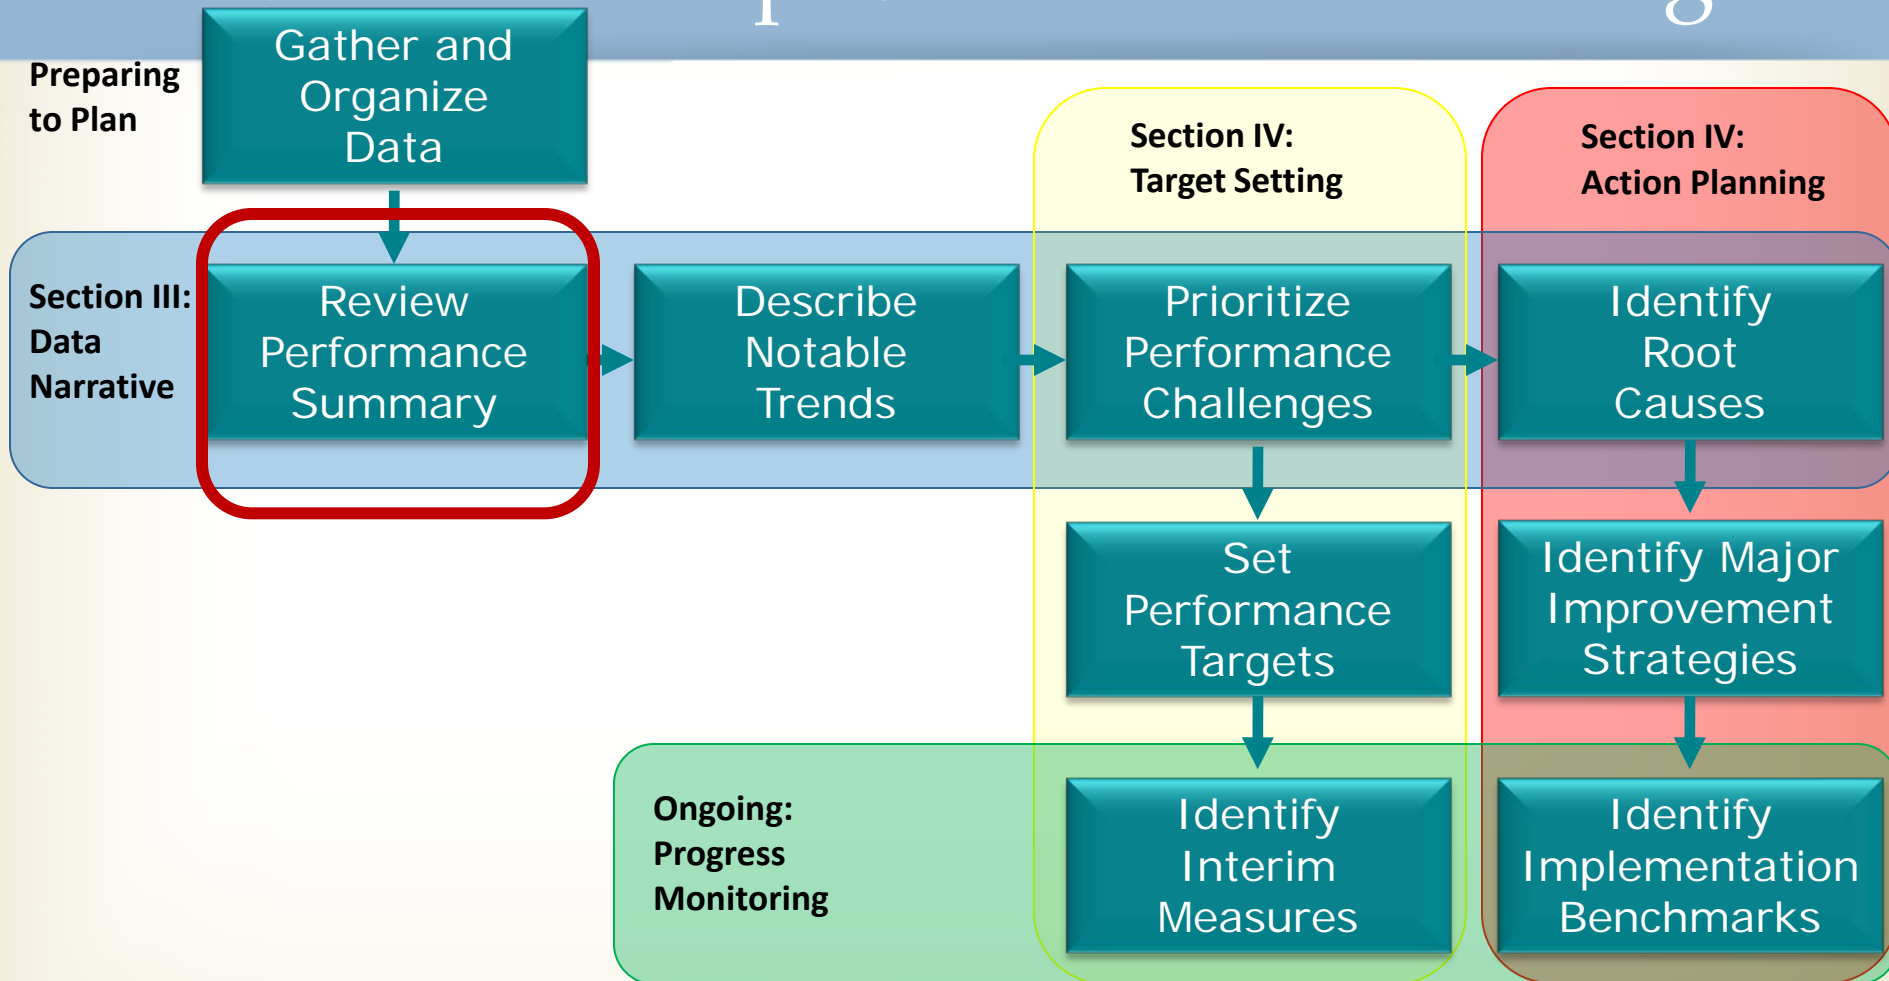 Gather and
Organize
Data
Preparing
to Plan
Section IV:
Target Setting
Section IV:
Action Planning
Section III:
Data
Narrative
Review
Performance
Summary
Describe
Notable
Trends
Prioritize
Performance
Challenges
Identify
Root
Causes
Set
Performance
Targets
Identify Major
Improvement
Strategies
Ongoing:
Progress
Monitoring
Identify
Interim
Measures
Identify
Implementation
Benchmarks